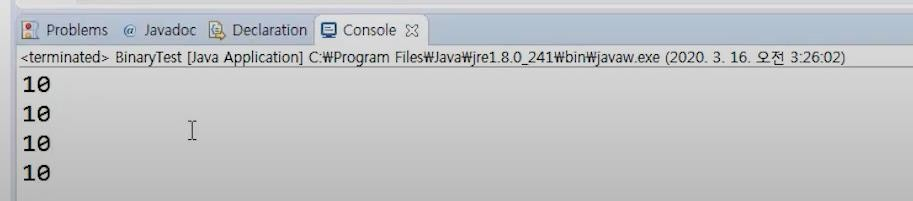 Problems @ Javadoc Declaration Console
<terminated> BinaryTest [Java Application] C:₩Program Files₩Java₩jre1.8.0_241₩bin₩javaw.exe (2020. 3. 16. 오전 3:26:02)
10
10
10
10